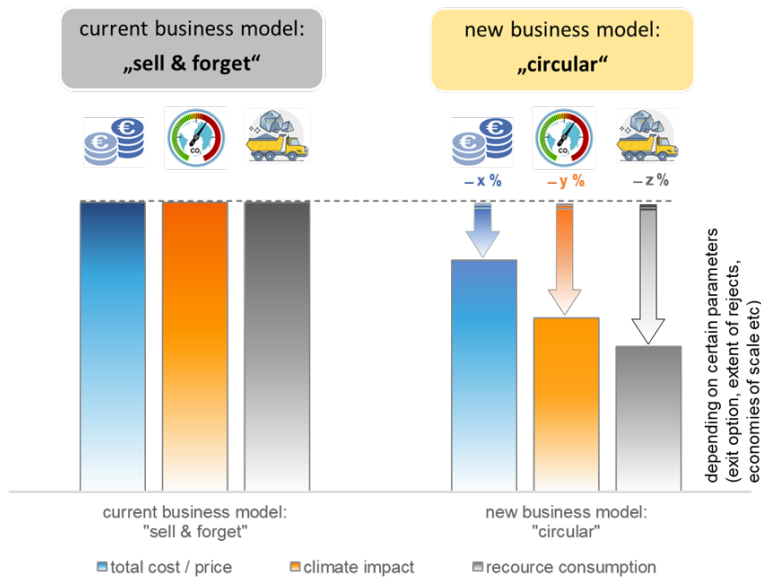 current business model:
„sell & forget“
new business model:
„circular“
CO₂
CO₂
– x %
– y %
– z %
depending on certain parameters
(exit option, extent of rejects,
economies of scale etc)
current business model:
"sell & forget"
new business model:
"circular"
total cost / price
climate impact
recource consumption